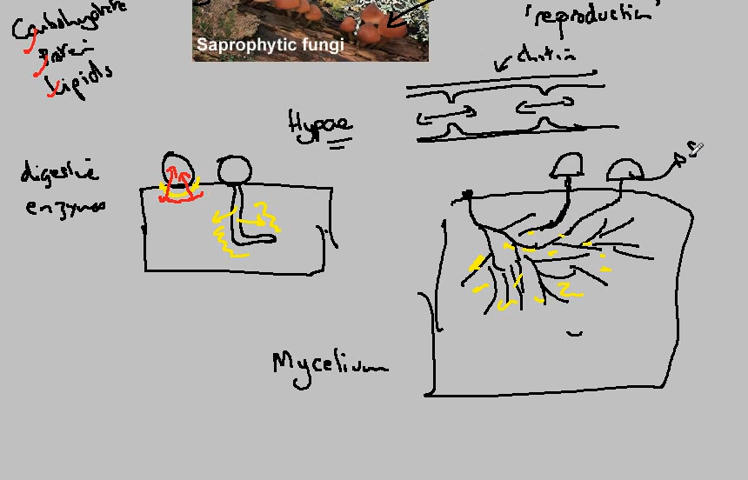 Carbohydrate
Protein
Lipids
Saprophytic fungi
'reproduction'
chitin
Hypae
digestive
enzymes
Mycelium